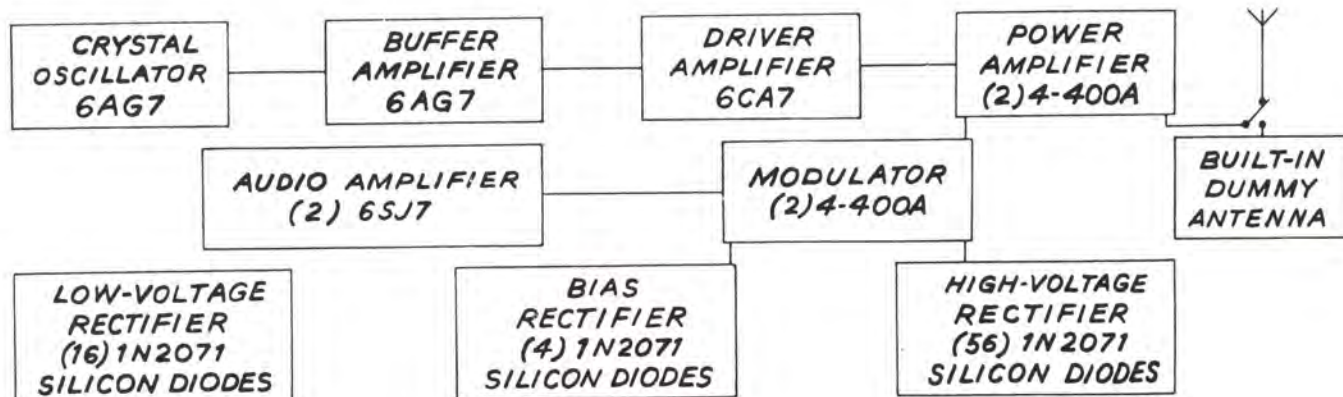 CRYSTAL
OSCILLATOR
6AG7
BUFFER
AMPLIFIER
6AG7
DRIVER
AMPLIFIER
6CA7
POWER
AMPLIFIER
(2) 4-400A
AUDIO AMPLIFIER
(2) 6SJ7
MODULATOR
(2) 4-400A
BUILT-IN
DUMMY
ANTENNA
LOW-VOLTAGE
RECTIFIER
(16) 1N2071
SILICON DIODES
BIAS
RECTIFIER
(4) 1N2071
SILICON DIODES
HIGH-VOLTAGE
RECTIFIER
(56) 1N2071
SILICON DIODES